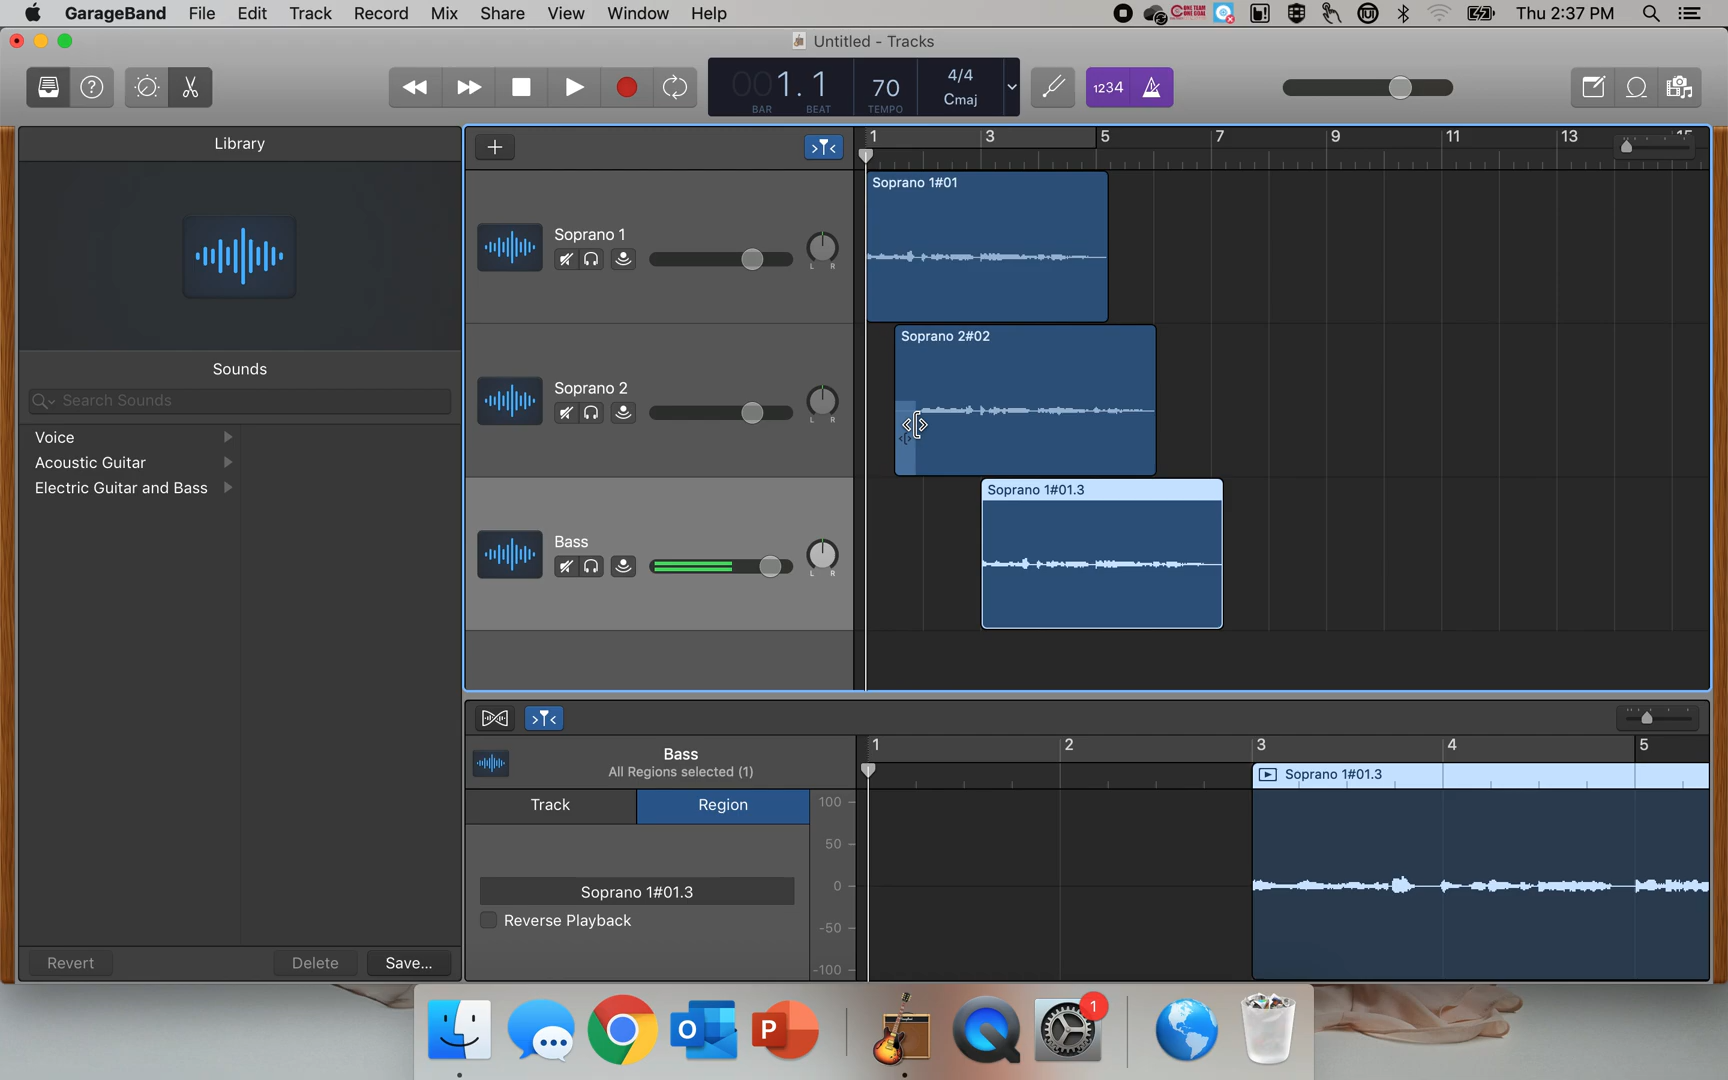 GarageBand File Edit Track Record Mix Share View Window Help Thu 2:37 PM
Untitled - Tracks
001.1 70 4/4 Cmaj
BAR BEAT TEMPO
1234
Library
1 3 5 7 9 11 13 15
Soprano 1#01
Soprano 1
L R
Sounds
Search Sounds
Voice
Acoustic Guitar
Electric Guitar and Bass
Soprano 2#02
Soprano 2
L R
Soprano 1#01.3
Bass
L R
Bass
All Regions selected (1)
1 2 3 4 5
Soprano 1#01.3
Track Region
100
50
0
-50
-100
Soprano 1#01.3
Reverse Playback
Revert Delete Save...
1
O
P